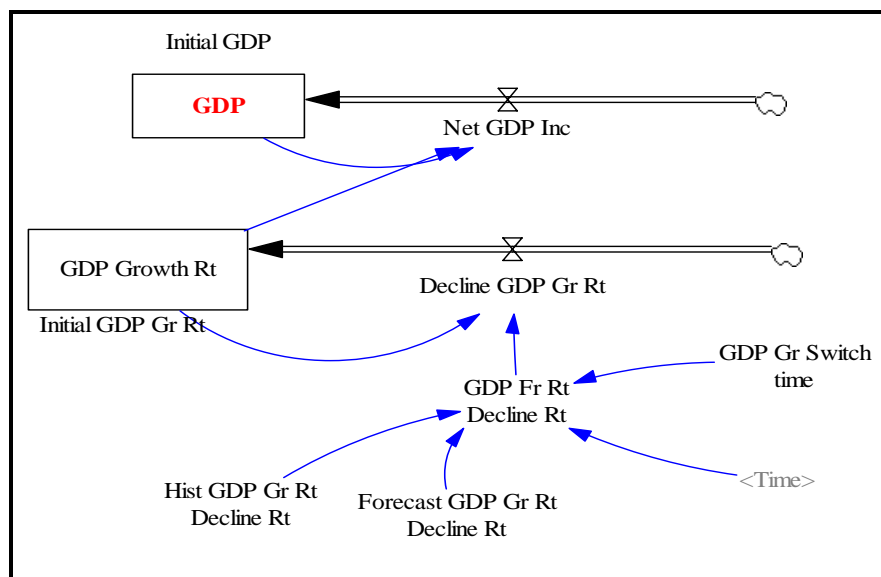 Initial GDP
GDP
Net GDP Inc
GDP Growth Rt
Decline GDP Gr Rt
Initial GDP Gr Rt
GDP Gr Switch
time
GDP Fr Rt
Decline Rt
Hist GDP Gr Rt
Decline Rt
Forecast GDP Gr Rt
Decline Rt
<Time>